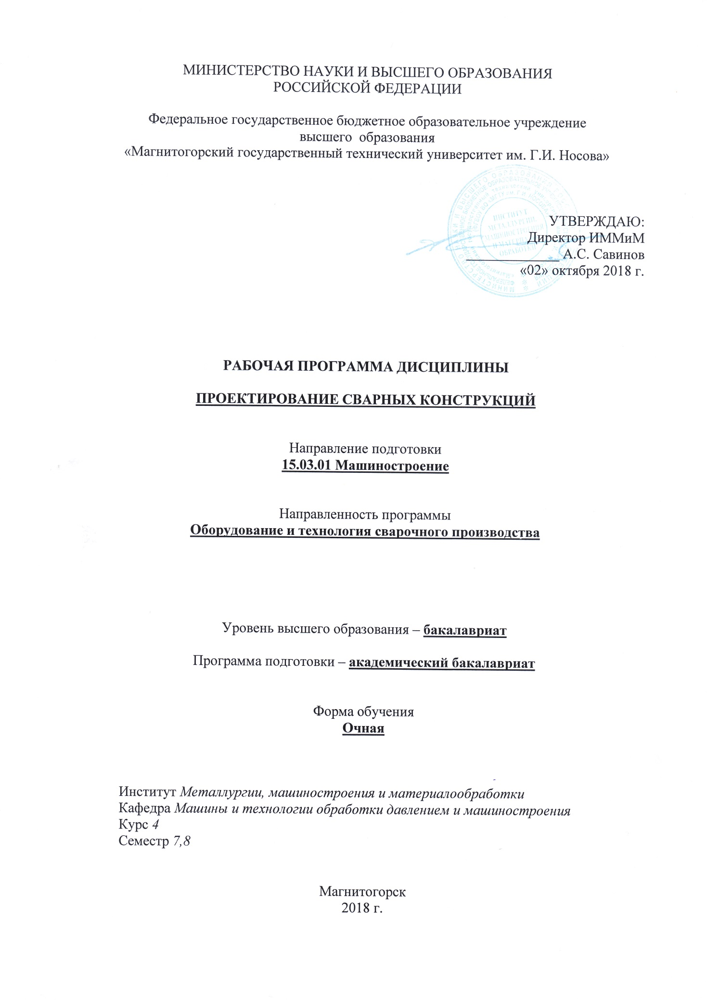 МИНИСТЕРСТВО НАУКИ И ВЫСШЕГО ОБРАЗОВАНИЯ
РОССИЙСКОЙ ФЕДЕРАЦИИ
Федеральное государственное бюджетное образовательное учреждение
высшего образования
«Магнитогорский государственный технический университет им. Г.И. Носова»
ИНСТИТУТ
МЕТАЛЛУРГИИ,
МАШИНОСТРОЕНИЯ
И МАТЕРИАЛО
ОБРАБОТКИ
УТВЕРЖДАЮ:
Директор ИММиМ
А.С. Савинов
«02» октября 2018 г.
РАБОЧАЯ ПРОГРАММА ДИСЦИПЛИНЫ
ПРОЕКТИРОВАНИЕ СВАРНЫХ КОНСТРУКЦИЙ
Направление подготовки
15.03.01 Машиностроение
Направленность программы
Оборудование и технология сварочного производства
Уровень высшего образования – бакалавриат
Программа подготовки – академический бакалавриат
Форма обучения
Очная
Институт Металлургии, машиностроения и материалообработки
Кафедра Машины и технологии обработки давлением и машиностроения
Курс 4
Семестр 7,8
Магнитогорск
2018 г.